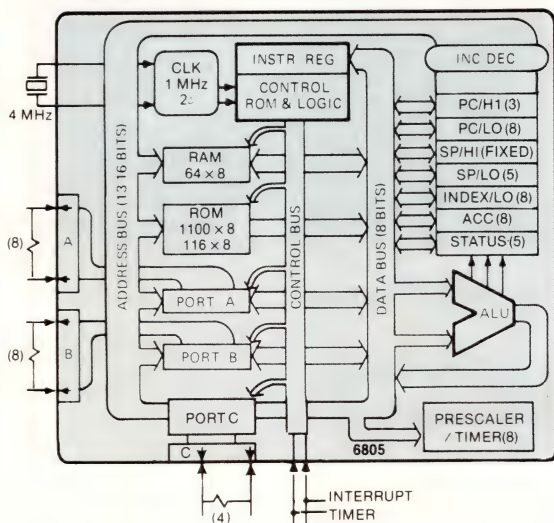 INSTR REG
CONTROL
ROM & LOGIC
CLK
1 MHz
4 MHz
INC DEC
PC/H1(3)
PC/LO(8)
SP/HI(FIXED)
SP/LO(5)
INDEX/LO(8)
ACC(8)
STATUS(5)
ADDRESS BUS (13 16 BITS)
RAM
64 × 8
ROM
1100 × 8
116 × 8
CONTROL BUS
DATA BUS (8 BITS)
(8)
A
PORT A
ALU
(8)
B
PORT B
PORT C
C
PRESCALER
/ TIMER(8)
6805
INTERRUPT
TIMER
(4)